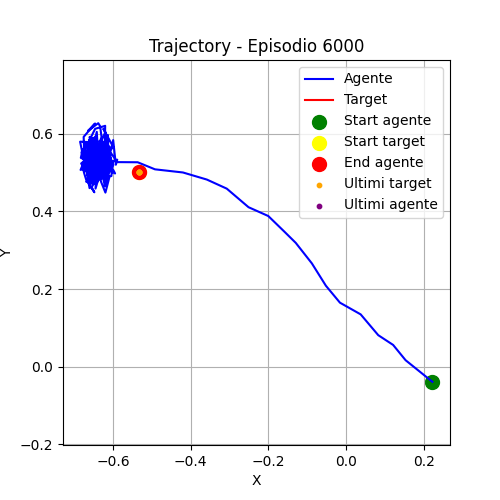 Trajectory - Episodio 6000
Agente
Target
Start agente
Start target
End agente
Ultimi target
Ultimi agente
Y
0.6
0.4
0.2
0.0
−0.2
−0.6
−0.4
−0.2
0.0
0.2
X